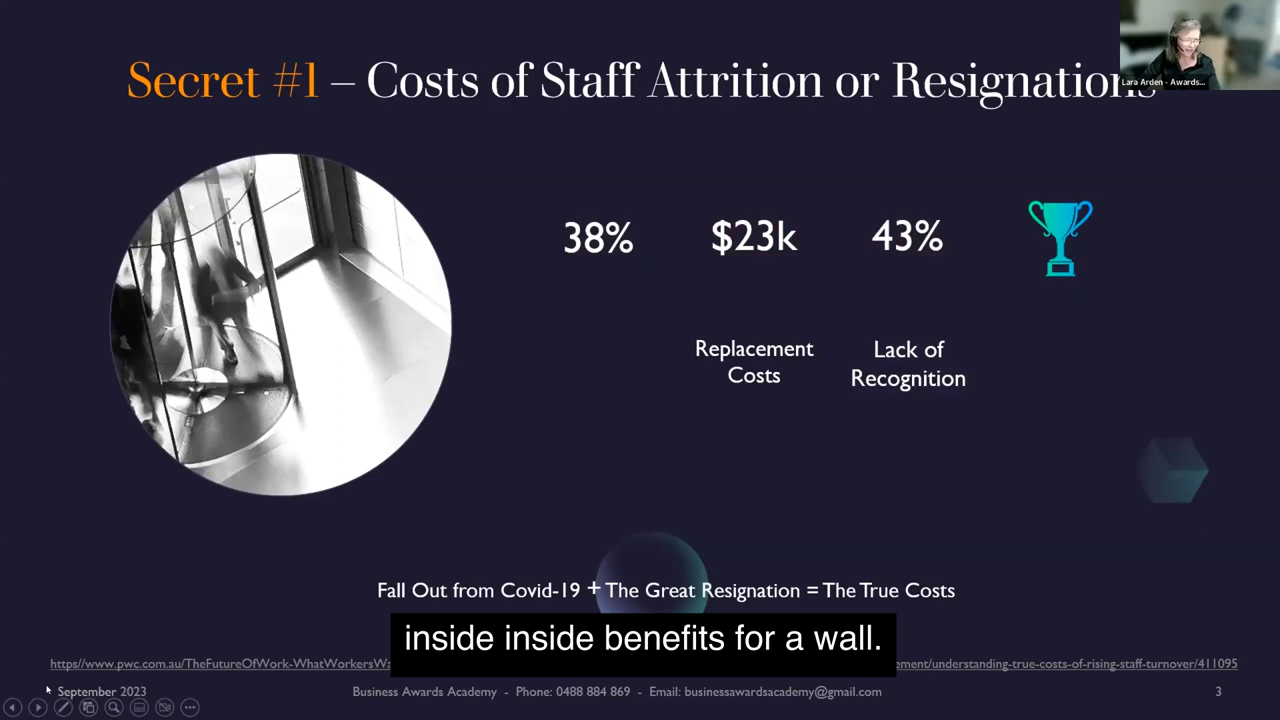 Secret #1 – Costs of Staff Attrition or Resignations
Lara Arden - Awards...
38% $23k 43%
Replacement
Costs
Lack of
Recognition
Fall Out from Covid-19 + The Great Resignation = The True Costs
inside inside benefits for a wall.
https//www.pwc.com.au/TheFutureOfWork-WhatWorkersWa
ement/understanding-true-costs-of-rising-staff-turnover/411095
September 2023
Business Awards Academy - Phone: 0488 884 869 - Email: businessawardsacademy@gmail.com
3